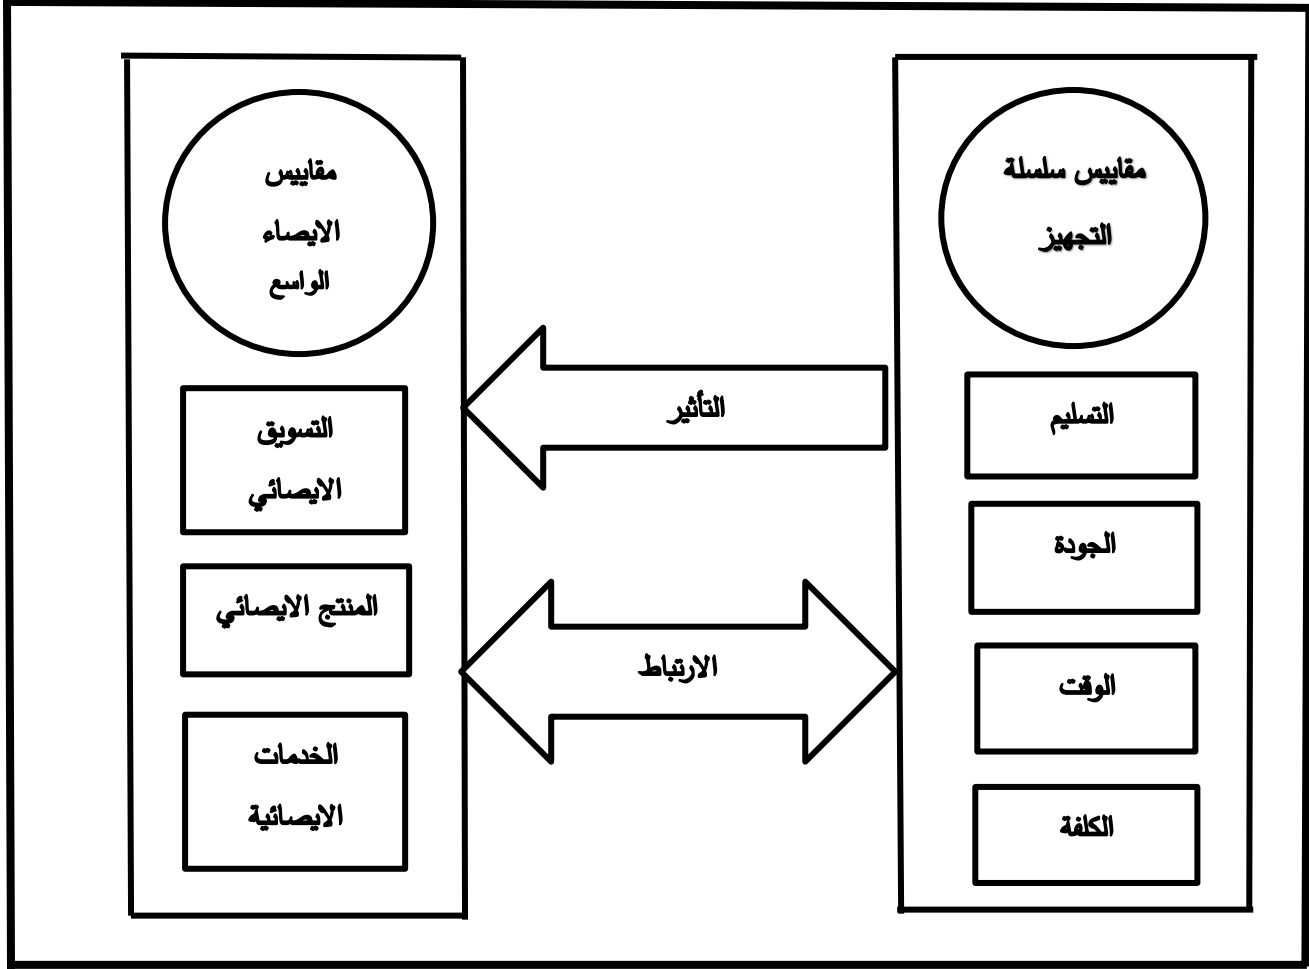 مقاييس سلسلة
التجهيز
التسليم
الجودة
الوقت
الكلفة
التأثير
الارتباط
مقاييس
الايصاء
الواسع
التسويق
الايصائي
المنتج الايصائي
الخدمات
الايصائية